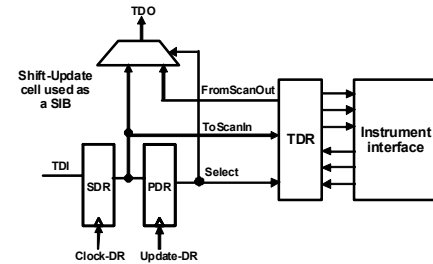 TDO
Shift-Update
cell used as
a SIB
FromScanOut
ToScanIn
TDR
Instrument
interface
TDI
SDR
PDR
Select
Clock-DR
Update-DR